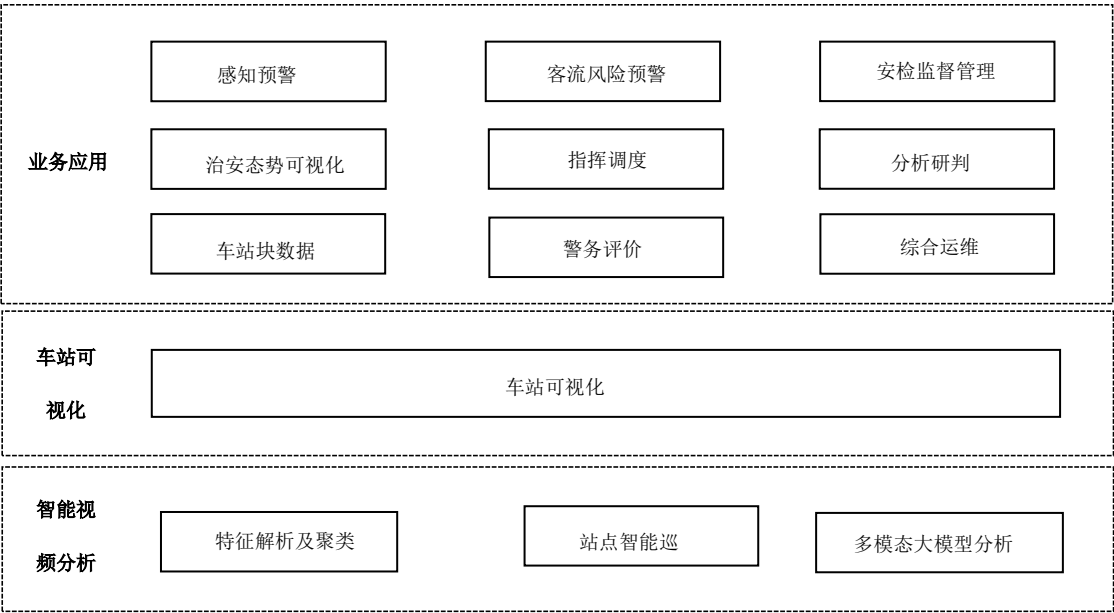 感知预警
客流风险预警
安检监督管理
业务应用
治安态势可视化
指挥调度
分析研判
车站块数据
警务评价
综合运维
车站可
视化
车站可视化
智能视
频分析
特征解析及聚类
站点智能巡
多模态大模型分析